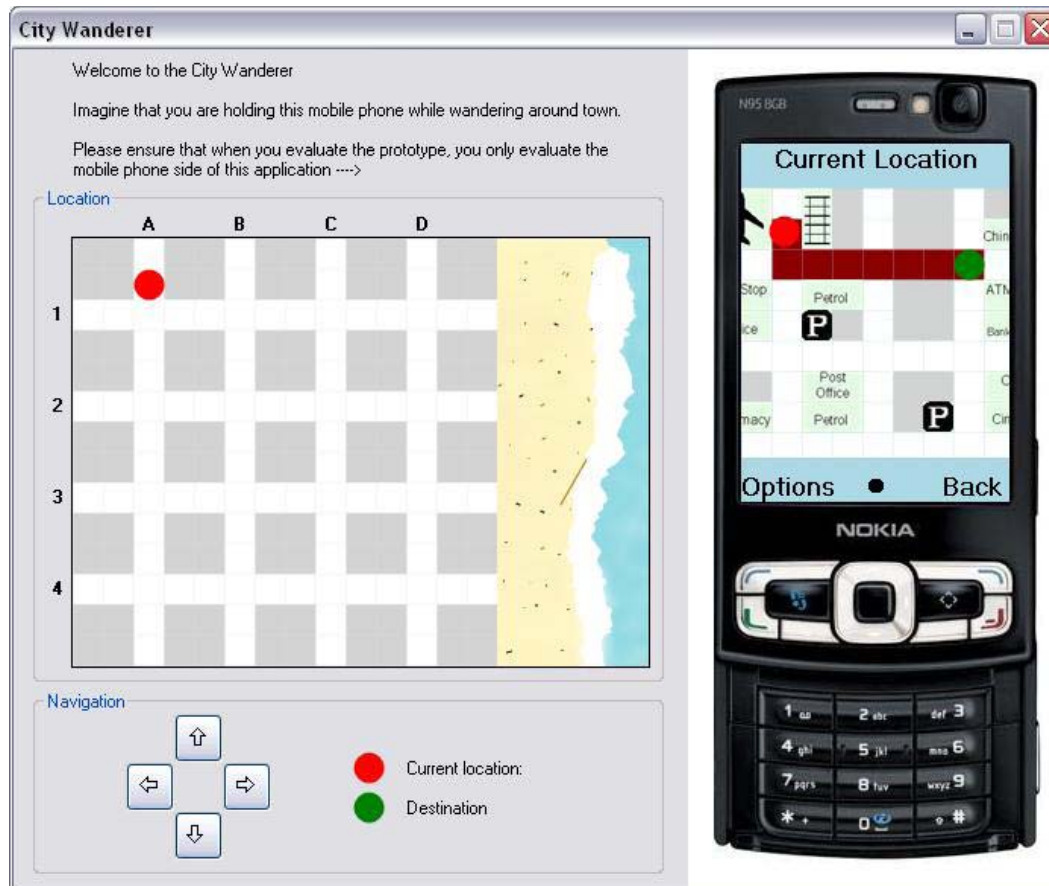 City Wanderer
Welcome to the City Wanderer
Imagine that you are holding this mobile phone while wandering around town.
Please ensure that when you evaluate the prototype, you only evaluate the
mobile phone side of this application ---->
Location
A B C D
1
2
3
4
Navigation
Current location:
Destination
N95 8GB
Current Location
Chin
Stop Petrol ATM
ice P Bank
Post
Office C
macy Petrol P Cin
Options Back
NOKIA
1 2 abc def 3
4 ghi 5 jkl mno 6
7 pqrs 8 tuv wxyz 9
* + 0 #